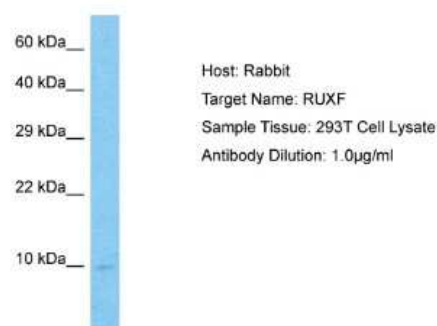 60 kDa
40 kDa
29 kDa
22 kDa
10 kDa
Host: Rabbit
Target Name: RUXF
Sample Tissue: 293T Cell Lysate
Antibody Dilution: 1.0µg/ml